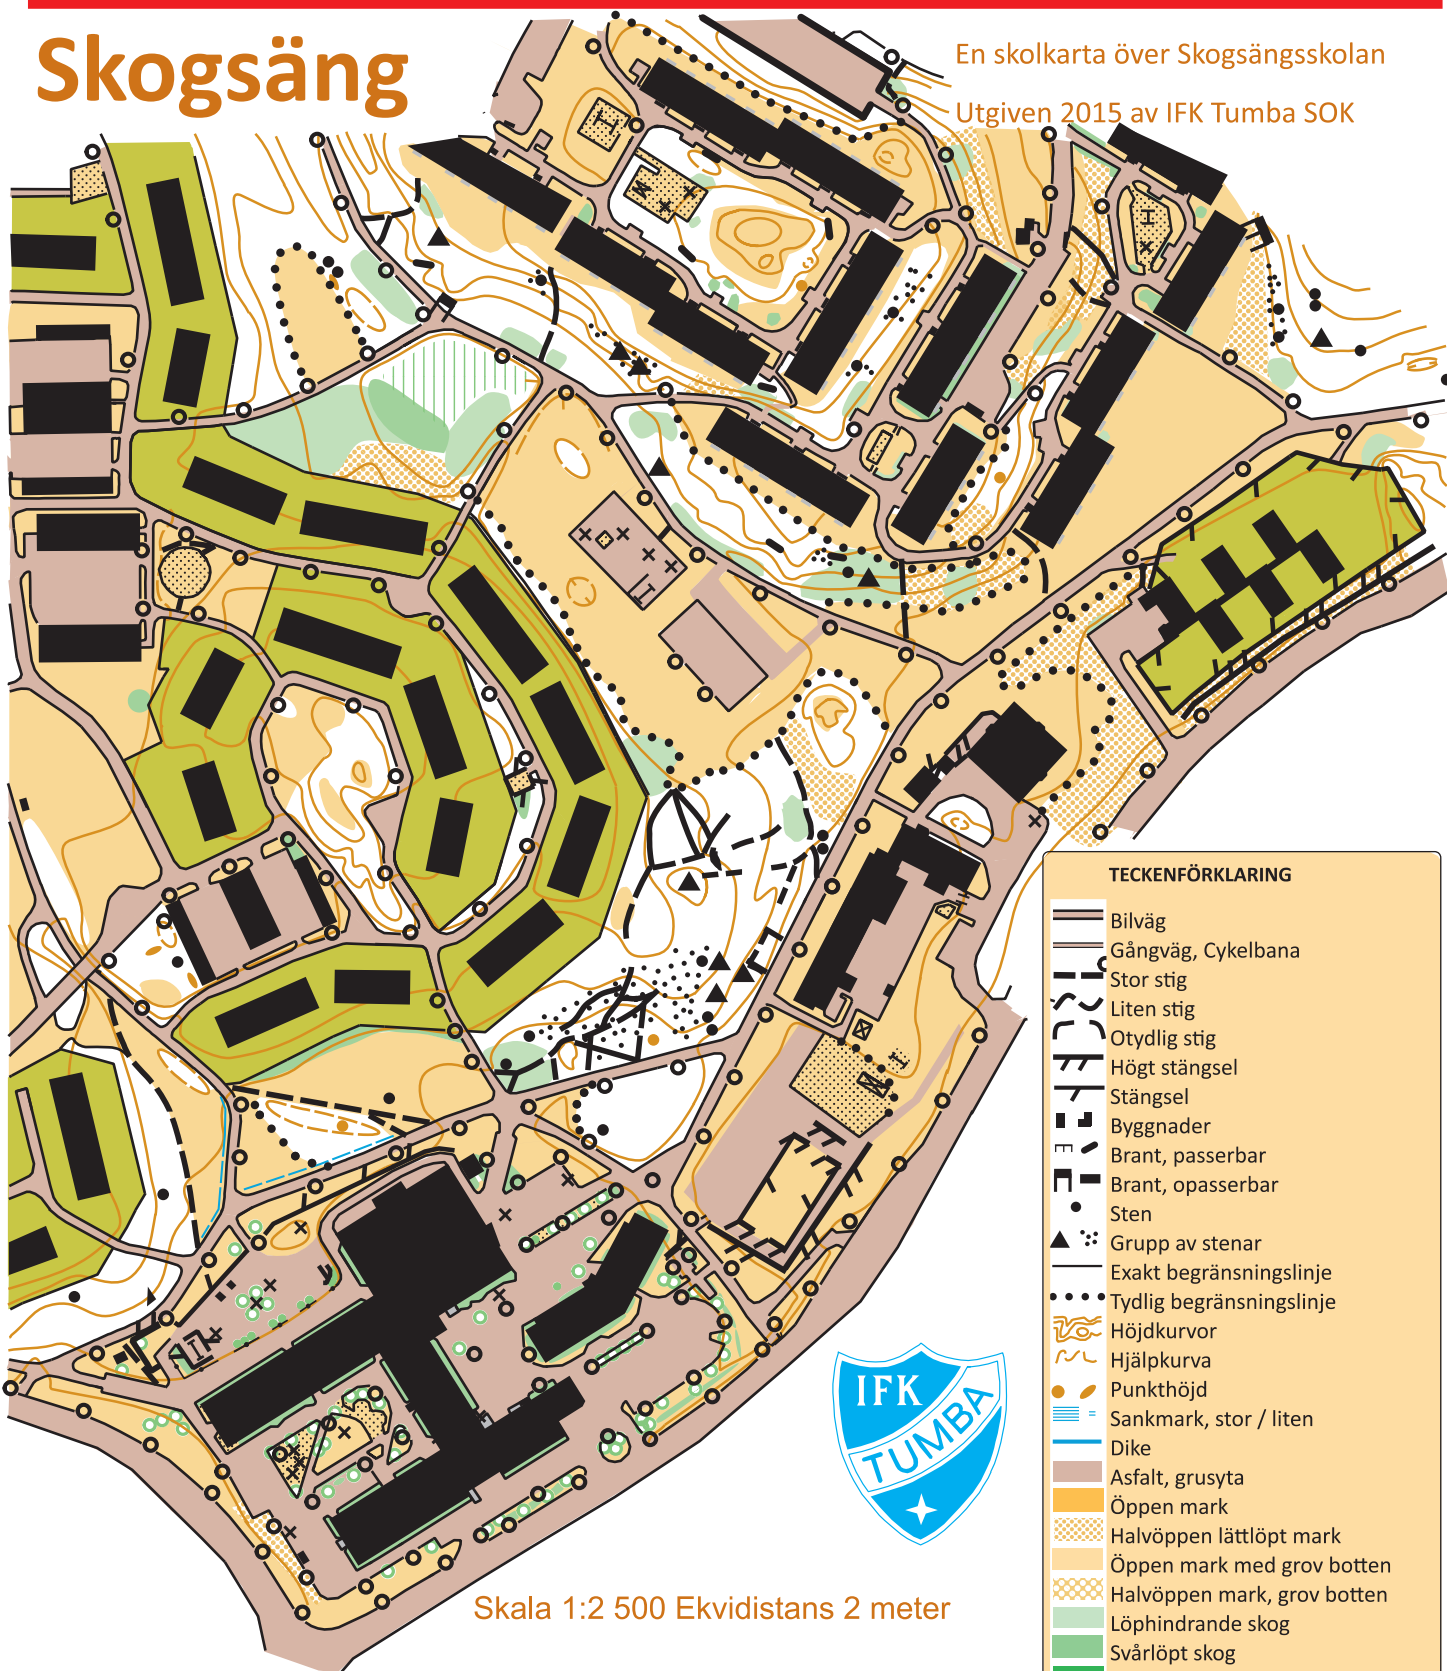 Skogsäng
En skolkarta över Skogsängsskolan
Utgiven 2015 av IFK Tumba SOK
TECKENFÖRKLARING
Bilväg
Gångväg, Cykelbana
Stor stig
Liten stig
Otydlig stig
Högt stängsel
Stängsel
Byggnader
Brant, passerbar
Brant, opasserbar
Sten
Grupp av stenar
Exakt begränsningslinje
Tydlig begränsningslinje
Höjdkurvor
Hjälpkurva
Punkthöjd
Sankmark, stor / liten
Dike
Asfalt, grusyta
Öppen mark
Halvöppen lättlöpt mark
Öppen mark med grov botten
Halvöppen mark, grov botten
Löphindrande skog
Svårlöpt skog
IFK
TUMBA
Skala 1:2 500 Ekvidistans 2 meter